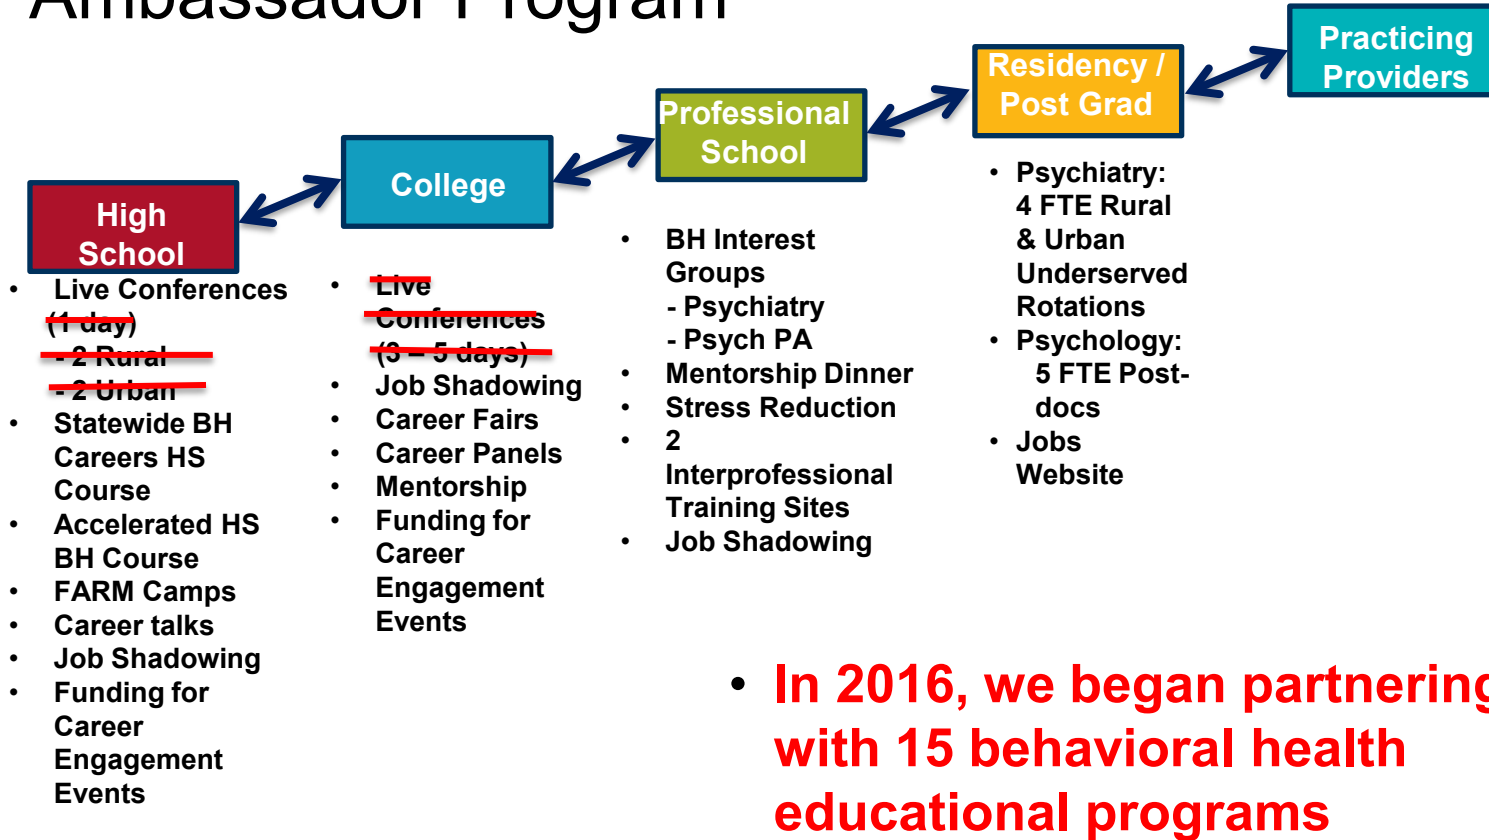 Ambassador Program
High
School
• Live Conferences
(1 day)
- 2 Rural
- 2 Urban
• Statewide BH
Careers HS
Course
• Accelerated HS
BH Course
• FARM Camps
• Career talks
• Job Shadowing
• Funding for
Career
Engagement
Events
College
• Live
Conferences
(3 – 5 days)
• Job Shadowing
• Career Fairs
• Career Panels
• Mentorship
• Funding for
Career
Engagement
Events
Professional
School
• BH Interest
Groups
- Psychiatry
- Psych PA
• Mentorship Dinner
• Stress Reduction
• 2
Interprofessional
Training Sites
• Job Shadowing
Residency /
Post Grad
• Psychiatry:
4 FTE Rural
& Urban
Underserved
Rotations
• Psychology:
5 FTE Post-
docs
• Jobs
Website
Practicing
Providers
• In 2016, we began partnering
with 15 behavioral health
educational programs